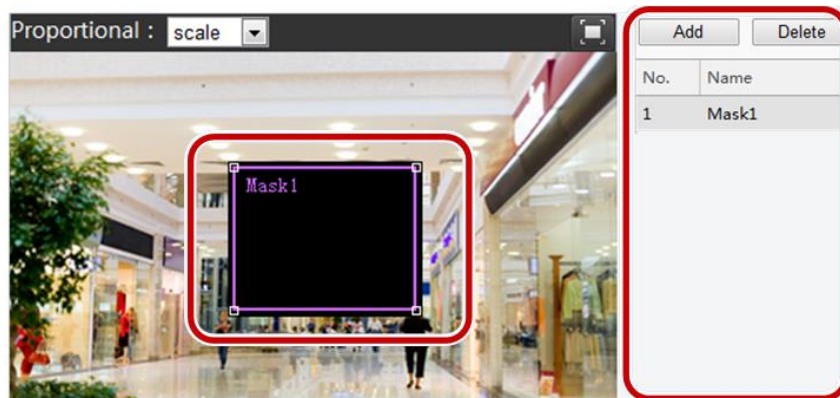 Proportional : scale
Add Delete
No. Name
1 Mask1
Mask1